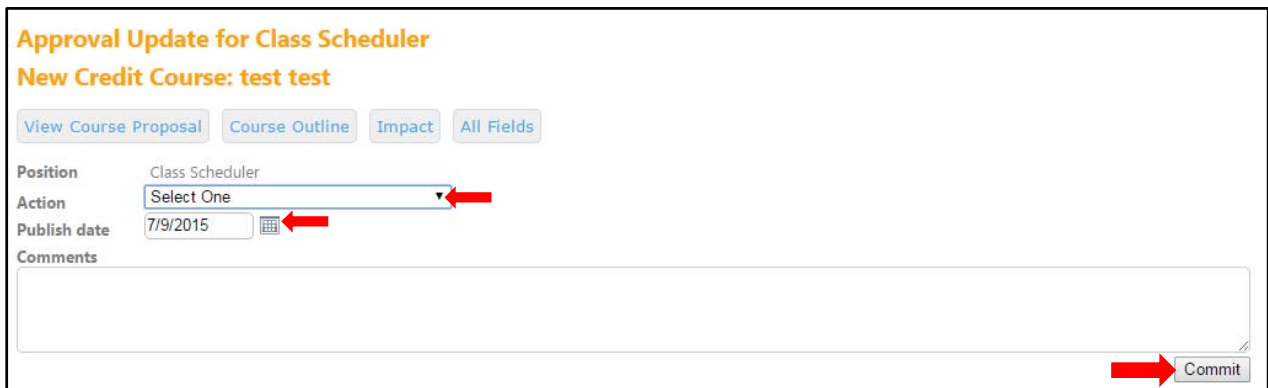 Approval Update for Class Scheduler
New Credit Course: test test
View Course Proposal Course Outline Impact All Fields
Position Class Scheduler
Action Select One
Publish date 7/9/2015
Comments
Commit